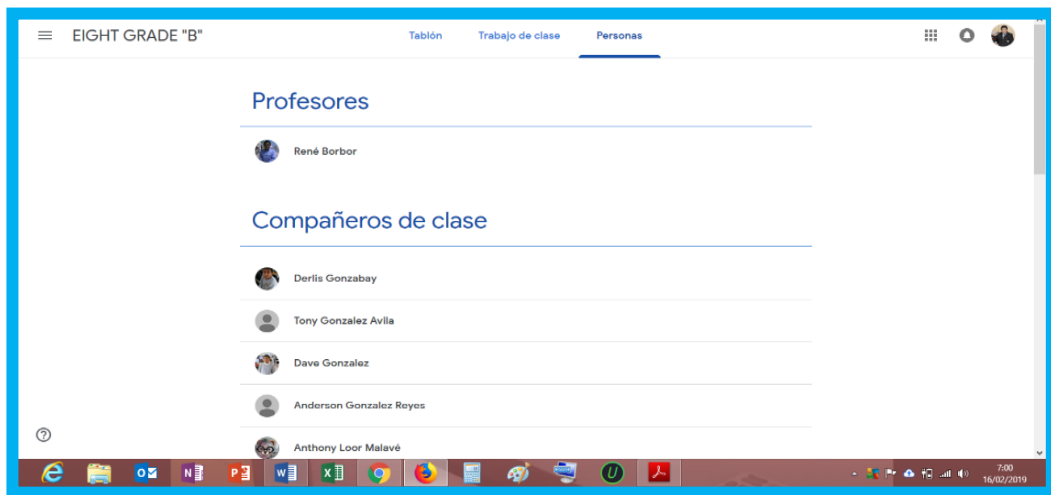 EIGHT GRADE "B"
Tablón Trabajo de clase Personas
Profesores
René Borbor
Compañeros de clase
Derlis Gonzabay
Tony Gonzalez Avila
Dave Gonzalez
Anderson Gonzalez Reyes
Anthony Loor Malavé
7:00
16/02/2019